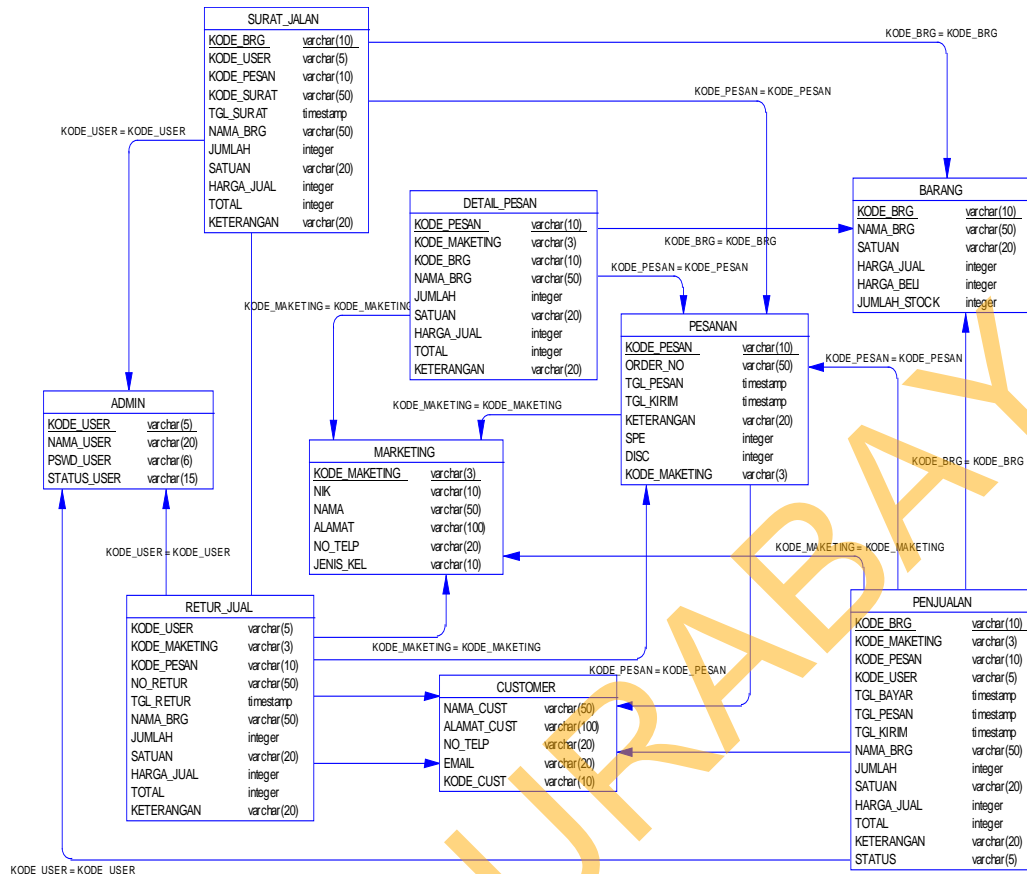 SURAT_JALAN
KODE_BRG varchar(10)
KODE_USER varchar(5)
KODE_PESAN varchar(10)
KODE_SURAT varchar(50)
TGL_SURAT timestamp
NAMA_BRG varchar(50)
JUMLAH integer
SATUAN varchar(20)
HARGA_JUAL integer
TOTAL integer
KETERANGAN varchar(20)
KODE_BRG = KODE_BRG
KODE_PESAN = KODE_PESAN
KODE_USER = KODE_USER
BARANG
KODE_BRG varchar(10)
NAMA_BRG varchar(50)
SATUAN varchar(20)
HARGA_JUAL integer
HARGA_BELI integer
JUMLAH_STOCK integer
DETAIL_PESAN
KODE_PESAN varchar(10)
KODE_MAKETING varchar(3)
KODE_BRG varchar(10)
NAMA_BRG varchar(50)
JUMLAH integer
SATUAN varchar(20)
HARGA_JUAL integer
TOTAL integer
KETERANGAN varchar(20)
KODE_BRG = KODE_BRG
KODE_PESAN = KODE_PESAN
KODE_MAKETING = KODE_MAKETING
PESANAN
KODE_PESAN varchar(10)
ORDER_NO varchar(50)
TGL_PESAN timestamp
TGL_KIRIM timestamp
KETERANGAN varchar(20)
SPE integer
DISC integer
KODE_MAKETING varchar(3)
KODE_PESAN = KODE_PESAN
KODE_MAKETING = KODE_MAKETING
ADMIN
KODE_USER varchar(5)
NAMA_USER varchar(20)
PSWD_USER varchar(6)
STATUS_USER varchar(15)
MARKETING
KODE_MAKETING varchar(3)
NIK varchar(10)
NAMA varchar(50)
ALAMAT varchar(100)
NO_TELP varchar(20)
JENIS_KEL varchar(10)
KODE_BRG = KODE_BRG
KODE_USER = KODE_USER
KODE_MAKETING = KODE_MAKETING
RETUR_JUAL
KODE_USER varchar(5)
KODE_MAKETING varchar(3)
KODE_PESAN varchar(10)
NO_RETUR varchar(50)
TGL_RETUR timestamp
NAMA_BRG varchar(50)
JUMLAH integer
SATUAN varchar(20)
HARGA_JUAL integer
TOTAL integer
KETERANGAN varchar(20)
KODE_MAKETING = KODE_MAKETING
KODE_PESAN = KODE_PESAN
CUSTOMER
NAMA_CUST varchar(50)
ALAMAT_CUST varchar(100)
NO_TELP varchar(20)
EMAIL varchar(20)
KODE_CUST varchar(10)
PENJUALAN
KODE_BRG varchar(10)
KODE_MAKETING varchar(3)
KODE_PESAN varchar(10)
KODE_USER varchar(5)
TGL_BAYAR timestamp
TGL_PESAN timestamp
TGL_KIRIM timestamp
NAMA_BRG varchar(50)
JUMLAH integer
SATUAN varchar(20)
HARGA_JUAL integer
TOTAL integer
KETERANGAN varchar(20)
STATUS varchar(5)
KODE_USER = KODE_USER
URABAY